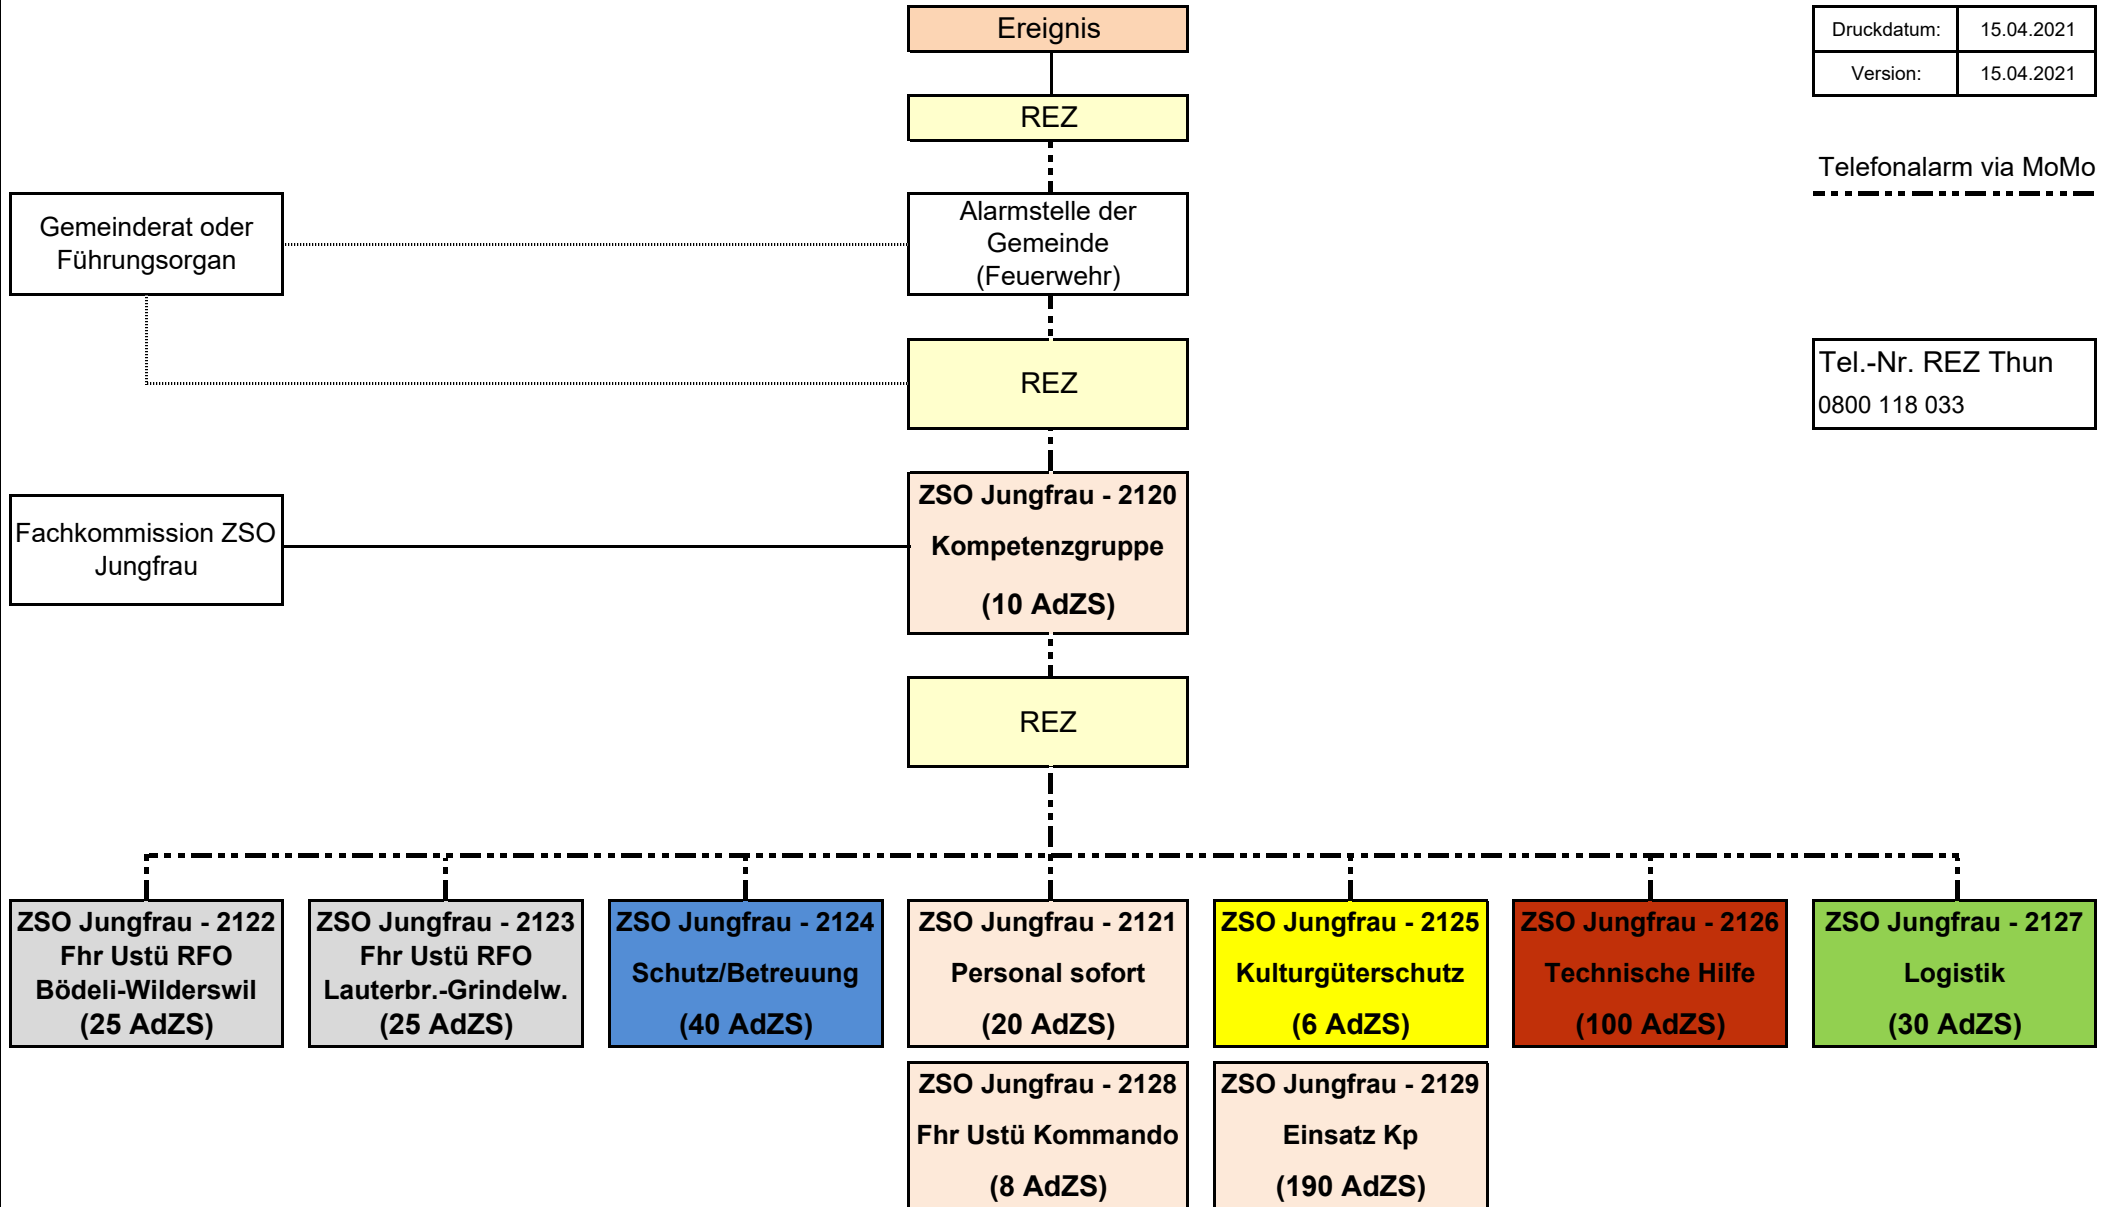 Ereignis
Druckdatum: 15.04.2021
Version: 15.04.2021
REZ
Telefonalarm via MoMo
Gemeinderat oder
Führungsorgan
Alarmstelle der
Gemeinde
(Feuerwehr)
REZ
Tel.-Nr. REZ Thun
0800 118 033
Fachkommission ZSO
Jungfrau
ZSO Jungfrau - 2120
Kompetenzgruppe
(10 AdZS)
REZ
ZSO Jungfrau - 2122
Fhr Ustü RFO
Bödeli-Wilderswil
(25 AdZS)
ZSO Jungfrau - 2123
Fhr Ustü RFO
Lauterbr.-Grindelw.
(25 AdZS)
ZSO Jungfrau - 2124
Schutz/Betreuung
(40 AdZS)
ZSO Jungfrau - 2121
Personal sofort
(20 AdZS)
ZSO Jungfrau - 2125
Kulturgüterschutz
(6 AdZS)
ZSO Jungfrau - 2126
Technische Hilfe
(100 AdZS)
ZSO Jungfrau - 2127
Logistik
(30 AdZS)
ZSO Jungfrau - 2128
Fhr Ustü Kommando
(8 AdZS)
ZSO Jungfrau - 2129
Einsatz Kp
(190 AdZS)